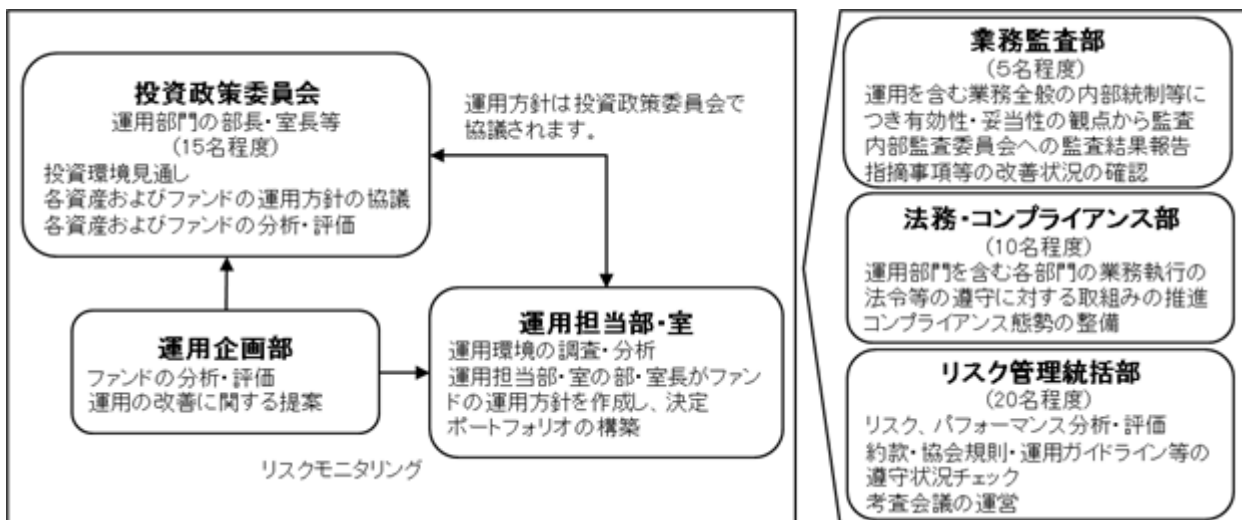 投資政策委員会
運用部門の部長・室長等
(15名程度)
投資環境見通し
各資産およびファンドの運用方針の協議
各資産およびファンドの分析・評価
運用方針は投資政策委員会で
協議されます。
運用企画部
ファンドの分析・評価
運用の改善に関する提案
運用担当部・室
運用環境の調査・分析
運用担当部・室の部・室長がファン
ドの運用方針を作成し、決定
ポートフォリオの構築
リスクモニタリング
業務監査部
(5名程度)
運用を含む業務全般の内部統制等に
つき有効性・妥当性の観点から監査
内部監査委員会への監査結果報告
指摘事項等の改善状況の確認
法務・コンプライアンス部
(10名程度)
運用部門を含む各部門の業務執行の
法令等の遵守に対する取組みの推進
コンプライアンス態勢の整備
リスク管理統括部
(20名程度)
リスク、パフォーマンス分析・評価
約款・協会規則・運用ガイドライン等の
遵守状況チェック
考査会議の運営